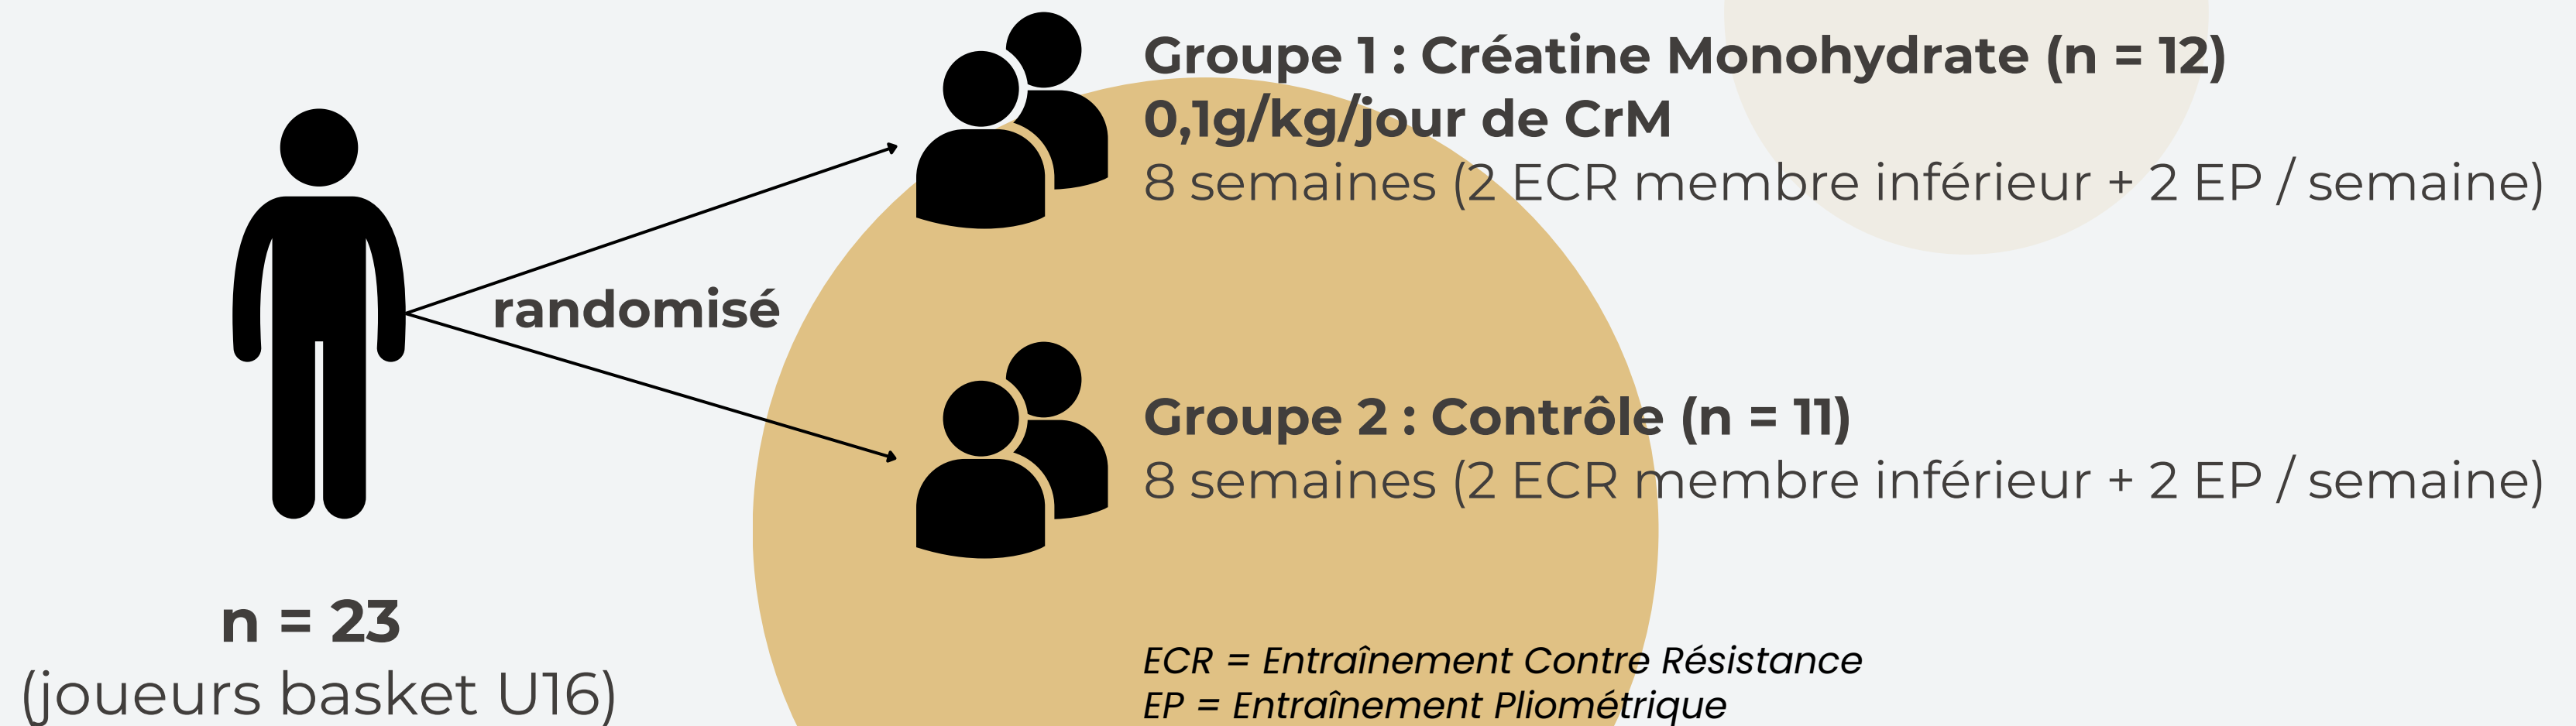 Groupe 1 : Créatine Monohydrate (n = 12)
0,1g/kg/jour de CrM
8 semaines (2 ECR membre inférieur + 2 EP / semaine)
randomisé
Groupe 2 : Contrôle (n = 11)
8 semaines (2 ECR membre inférieur + 2 EP / semaine)
n = 23
(joueurs basket U16)
ECR = Entraînement Contre Résistance
EP = Entraînement Pliométrique